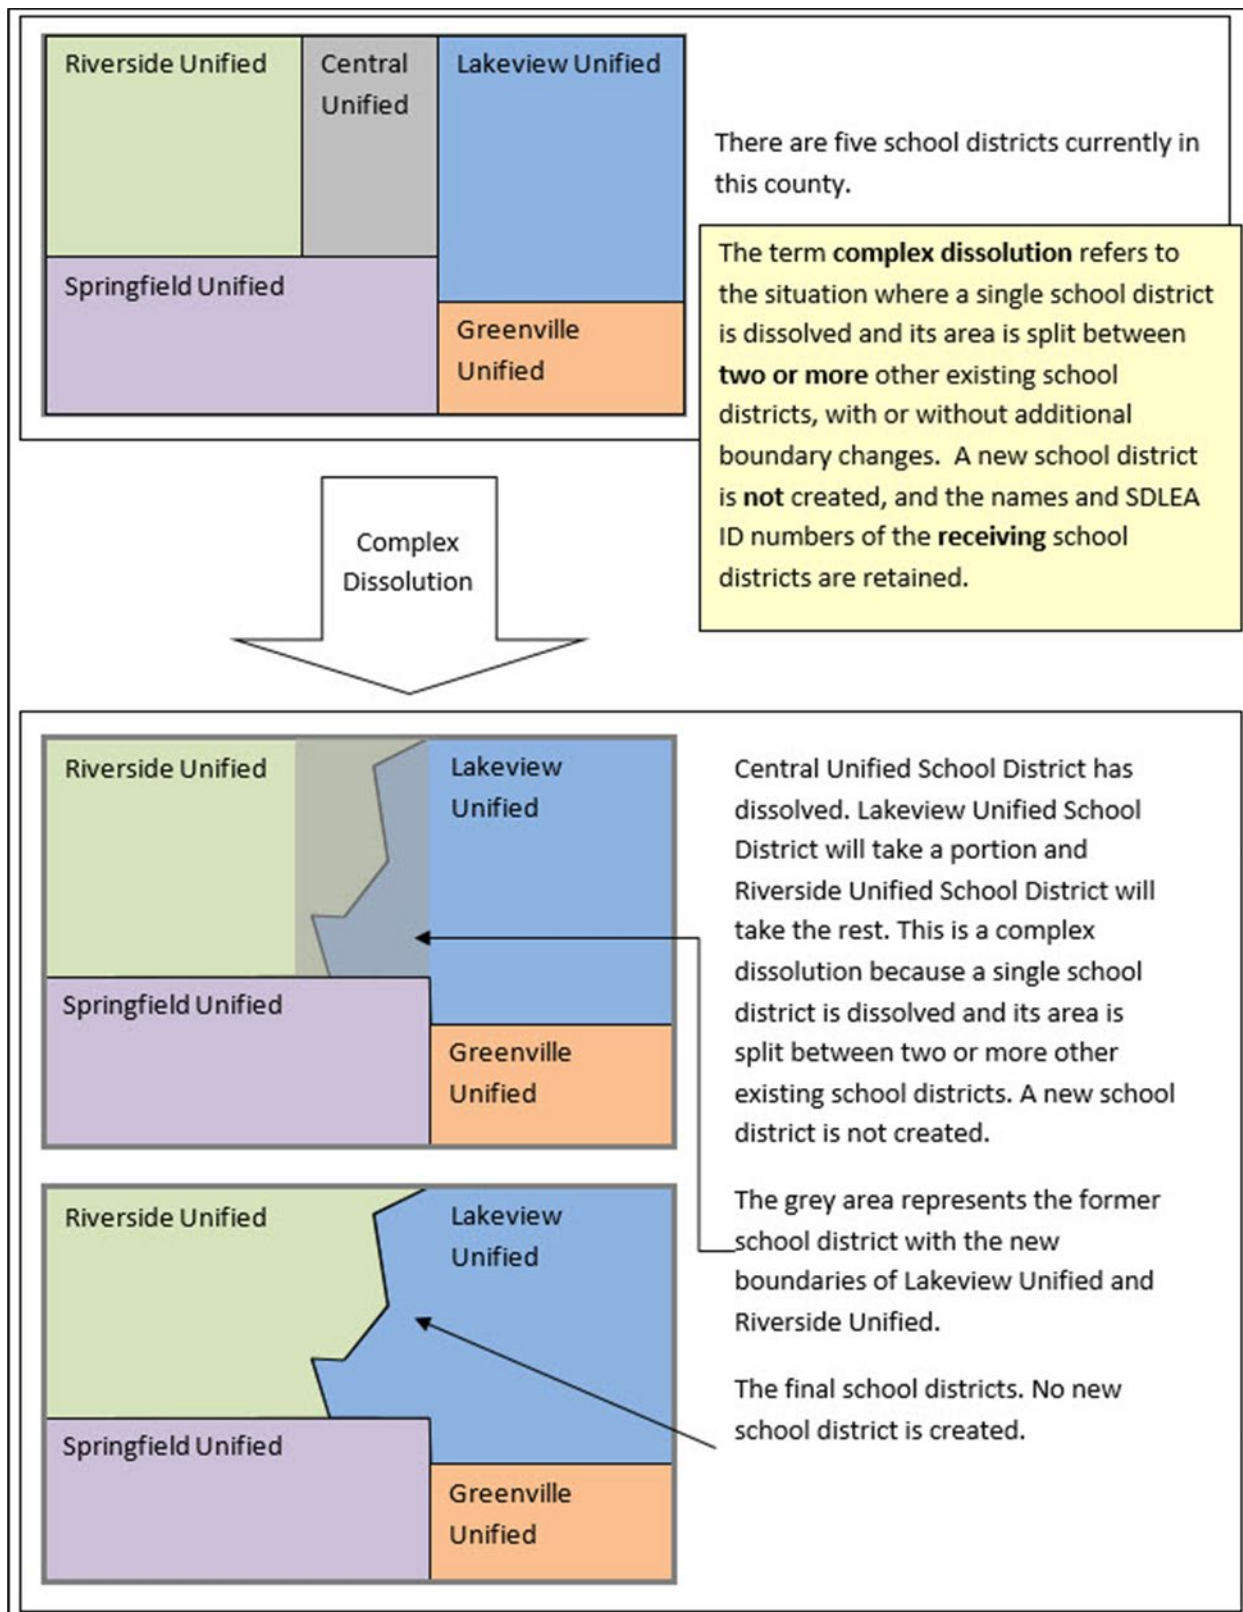 Riverside Unified
Central
Unified
Lakeview Unified
Springfield Unified
Greenville
Unified
There are five school districts currently in
this county.
The term complex dissolution refers to
the situation where a single school district
is dissolved and its area is split between
two or more other existing school
districts, with or without additional
boundary changes.  A new school district
is not created, and the names and SDLEA
ID numbers of the receiving school
districts are retained.
Complex
Dissolution
Riverside Unified
Lakeview
Unified
Springfield Unified
Greenville
Unified
Central Unified School District has
dissolved. Lakeview Unified School
District will take a portion and
Riverside Unified School District will
take the rest. This is a complex
dissolution because a single school
district is dissolved and its area is
split between two or more other
existing school districts. A new school
district is not created.
The grey area represents the former
school district with the new
boundaries of Lakeview Unified and
Riverside Unified.
Riverside Unified
Lakeview
Unified
Springfield Unified
Greenville
Unified
The final school districts. No new
school district is created.